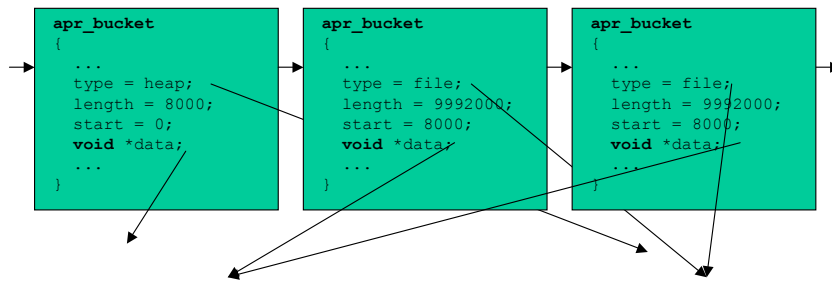 apr_bucket
{
...
type = heap;
length = 8000;
start = 0;
void *data;
...
}
apr_bucket
{
...
type = file;
length = 9992000;
start = 8000;
void *data;
...
}
apr_bucket
{
...
type = file;
length = 9992000;
start = 8000;
void *data;
...
}